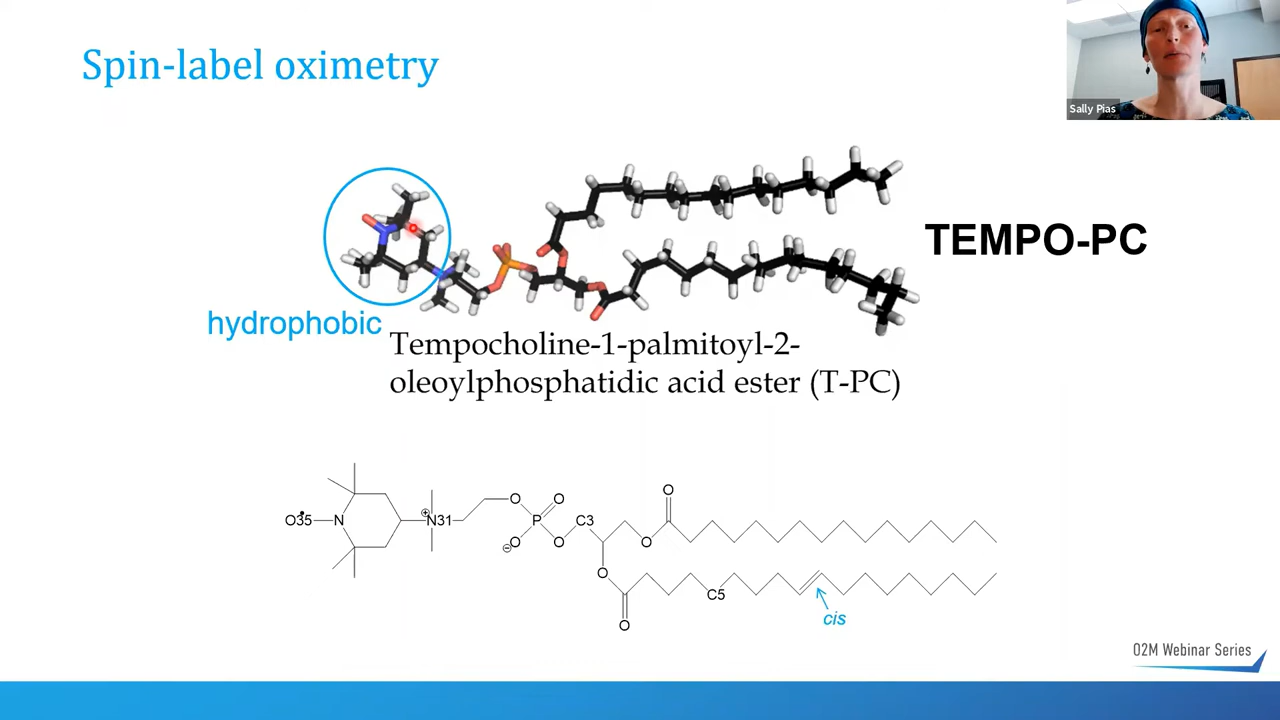 Spin-label oximetry
Sally Pias
TEMPO-PC
hydrophobic
Tempocholine-1-palmitoyl-2-
oleoylphosphatidic acid ester (T-PC)
O
O
O
O35
N
N31
P
C3
⊕
⊖O
O
O
O
C5
O
cis
O2M Webinar Series